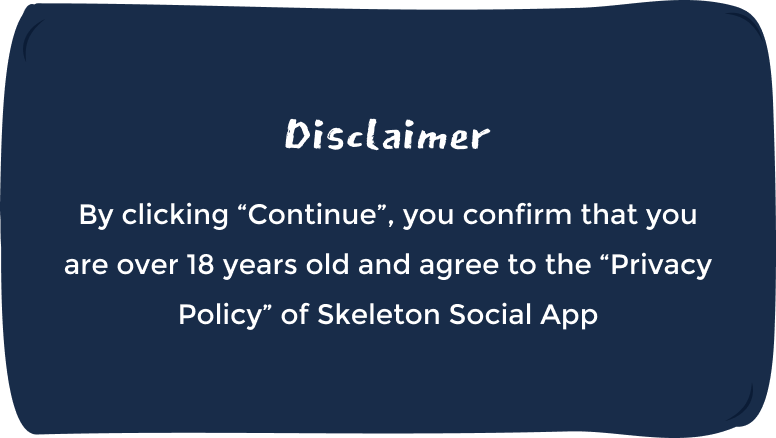 Disclaimer
By clicking “Continue”, you confirm that you
are over 18 years old and agree to the “Privacy
Policy” of Skeleton Social App